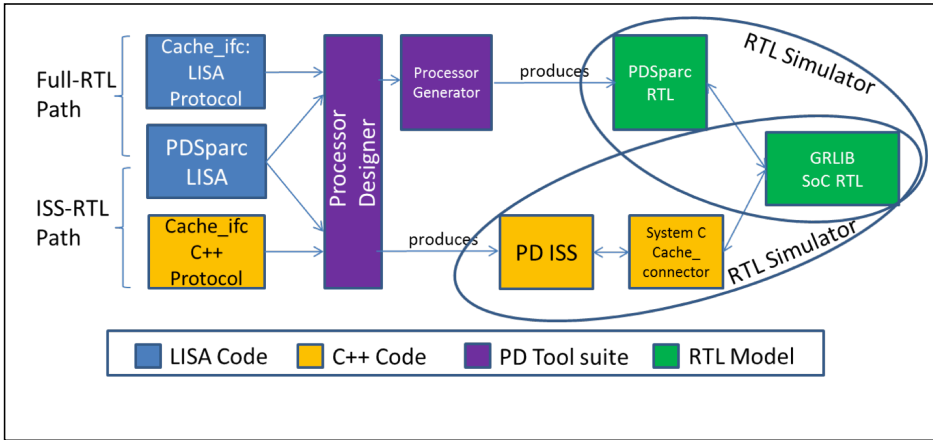 Full-RTL
Path
ISS-RTL
Path
Cache_ifc:
LISA
Protocol
PDSparc
LISA
Cache_ifc
C++
Protocol
Processor
Designer
Processor
Generator
produces
produces
PDSparc
RTL
RTL Simulator
GRLIB
SoC RTL
PD ISS
System C
Cache_
connector
RTL Simulator
LISA Code
C++ Code
PD Tool suite
RTL Model